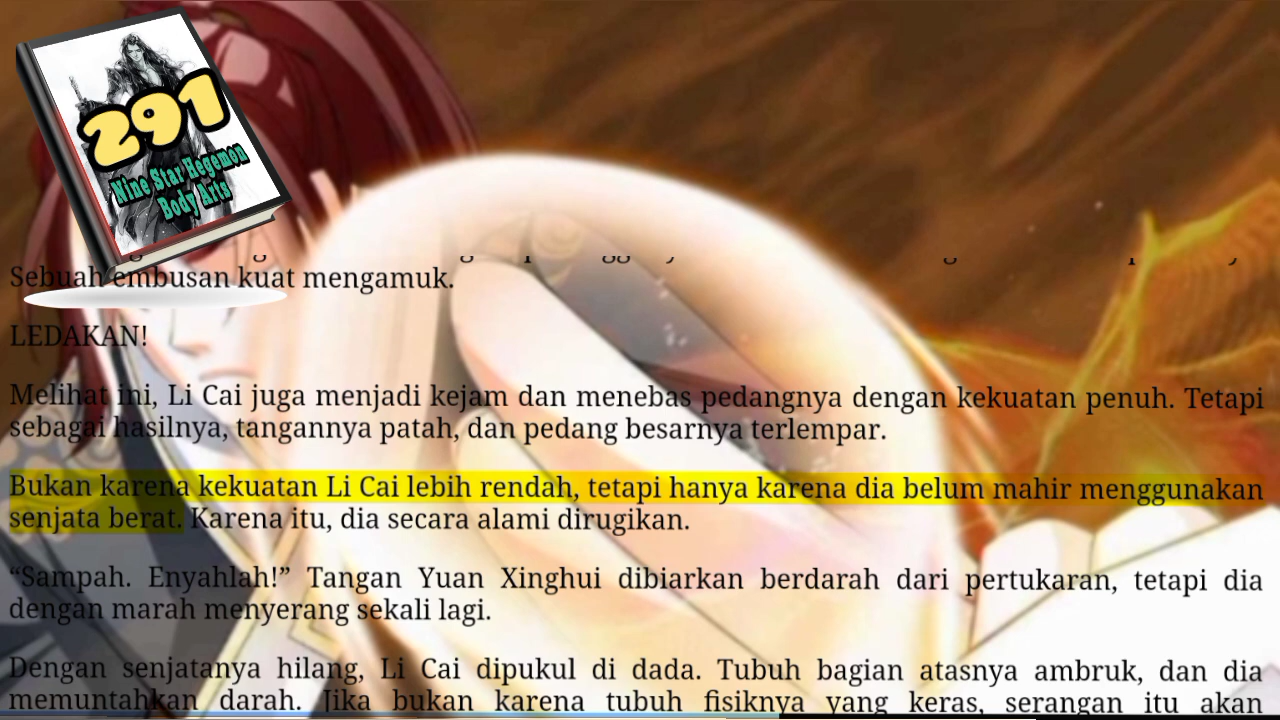 291
Nine Star Hegemon
Body Arts
Sebuah embusan kuat mengamuk.
LEDAKAN!
Melihat ini, Li Cai juga menjadi kejam dan menebas pedangnya dengan kekuatan penuh. Tetapi
sebagai hasilnya, tangannya patah, dan pedang besarnya terlempar.
Bukan karena kekuatan Li Cai lebih rendah, tetapi hanya karena dia belum mahir menggunakan
senjata berat. Karena itu, dia secara alami dirugikan.
“Sampah. Enyahlah!” Tangan Yuan Xinghui dibiarkan berdarah dari pertukaran, tetapi dia
dengan marah menyerang sekali lagi.
Dengan senjatanya hilang, Li Cai dipukul di dada. Tubuh bagian atasnya ambruk, dan dia
memuntahkan darah. Jika bukan karena tubuh fisiknya yang keras, serangan itu akan